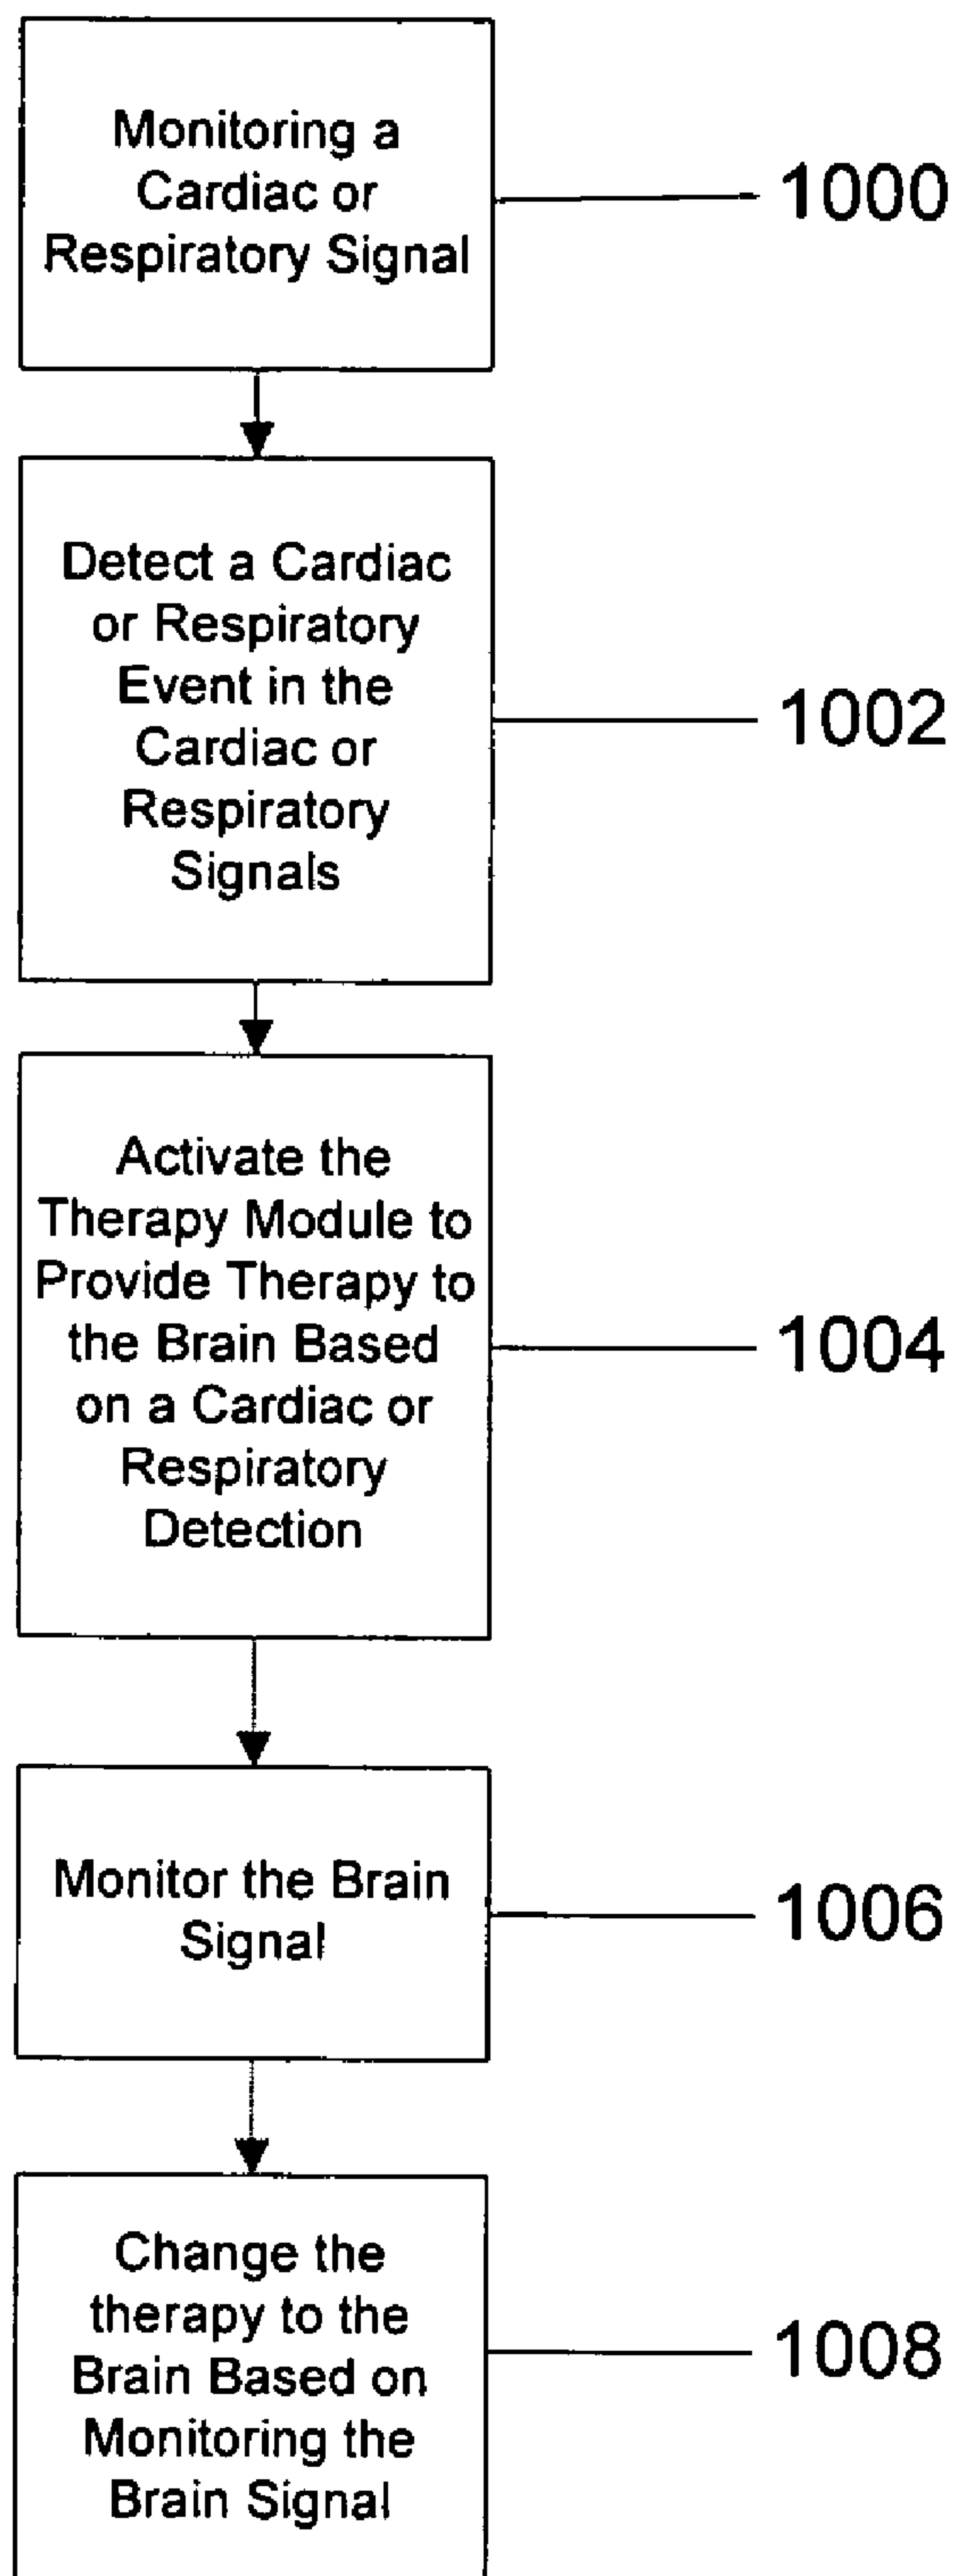 Monitoring a
Cardiac or
Respiratory Signal
1000
Detect a Cardiac
or Respiratory
Event in the
Cardiac or
Respiratory
Signals
1002
Activate the
Therapy Module to
Provide Therapy to
the Brain Based
on a Cardiac or
Respiratory
Detection
1004
Monitor the Brain
Signal
1006
Change the
therapy to the
Brain Based on
Monitoring the
Brain Signal
1008